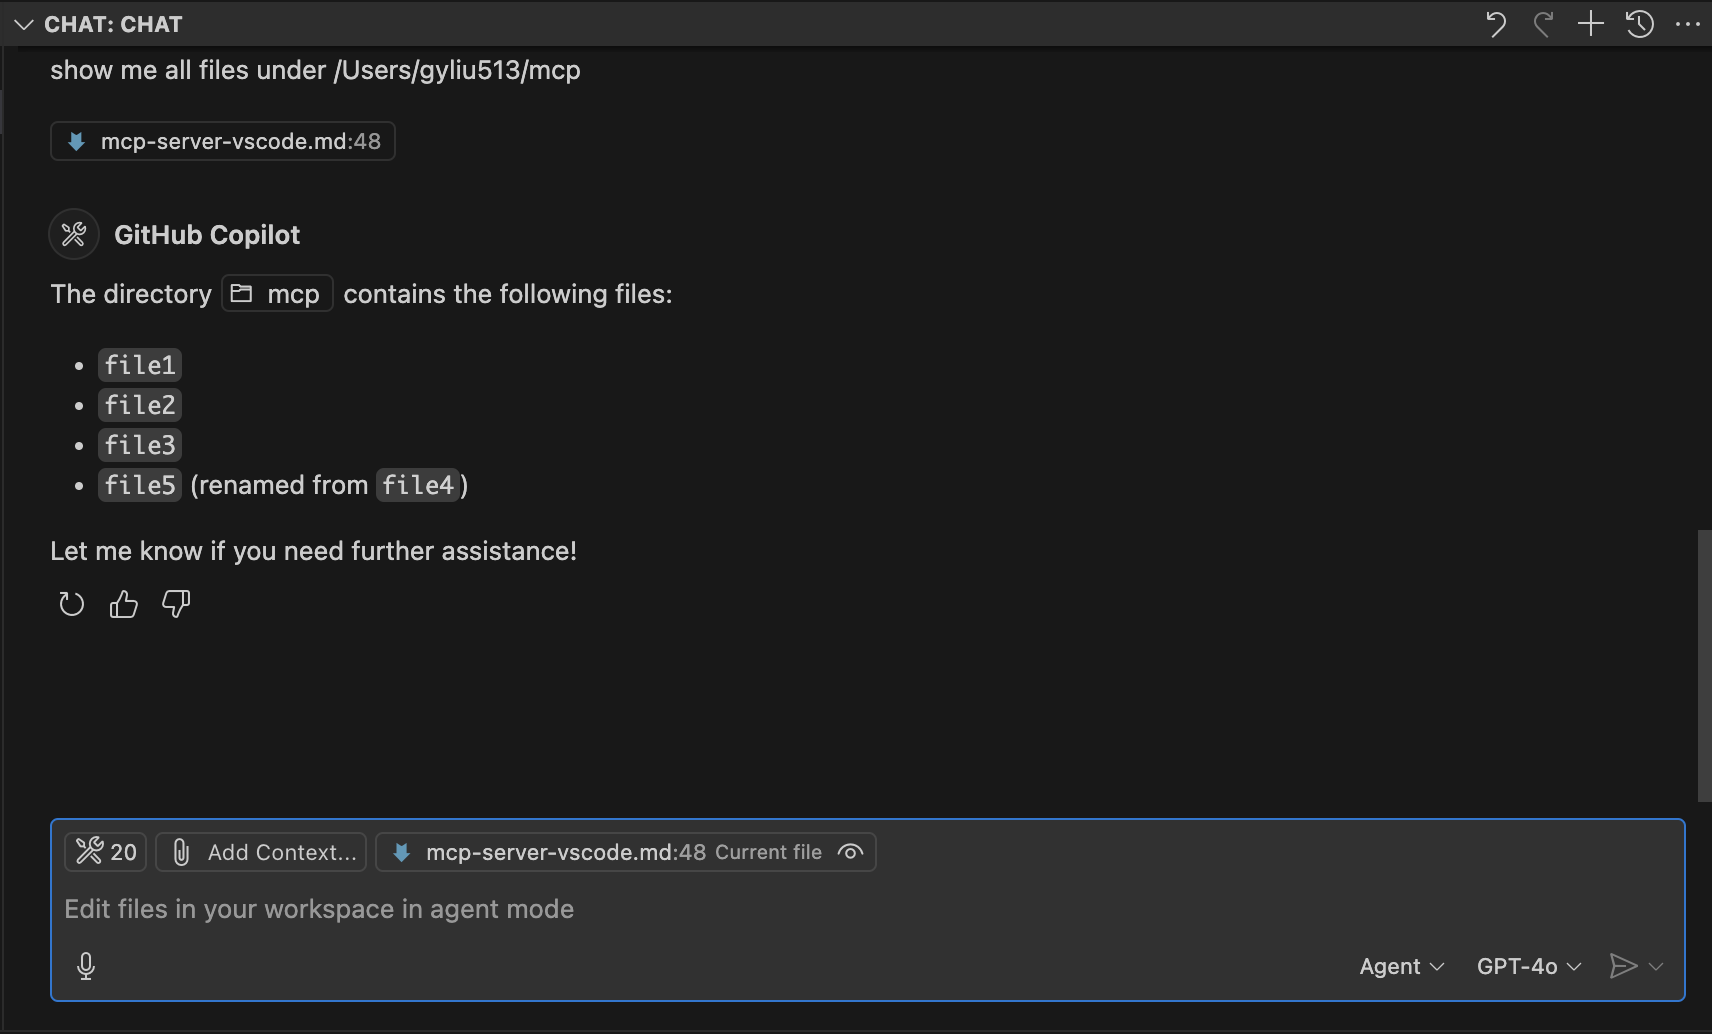 CHAT: CHAT
show me all files under /Users/gyliu513/mcp
mcp-server-vscode.md:48
GitHub Copilot
The directory mcp contains the following files:
• file1
• file2
• file3
• file5 (renamed from file4)
Let me know if you need further assistance!
20 Add Context... mcp-server-vscode.md:48 Current file
Edit files in your workspace in agent mode
Agent GPT-4o